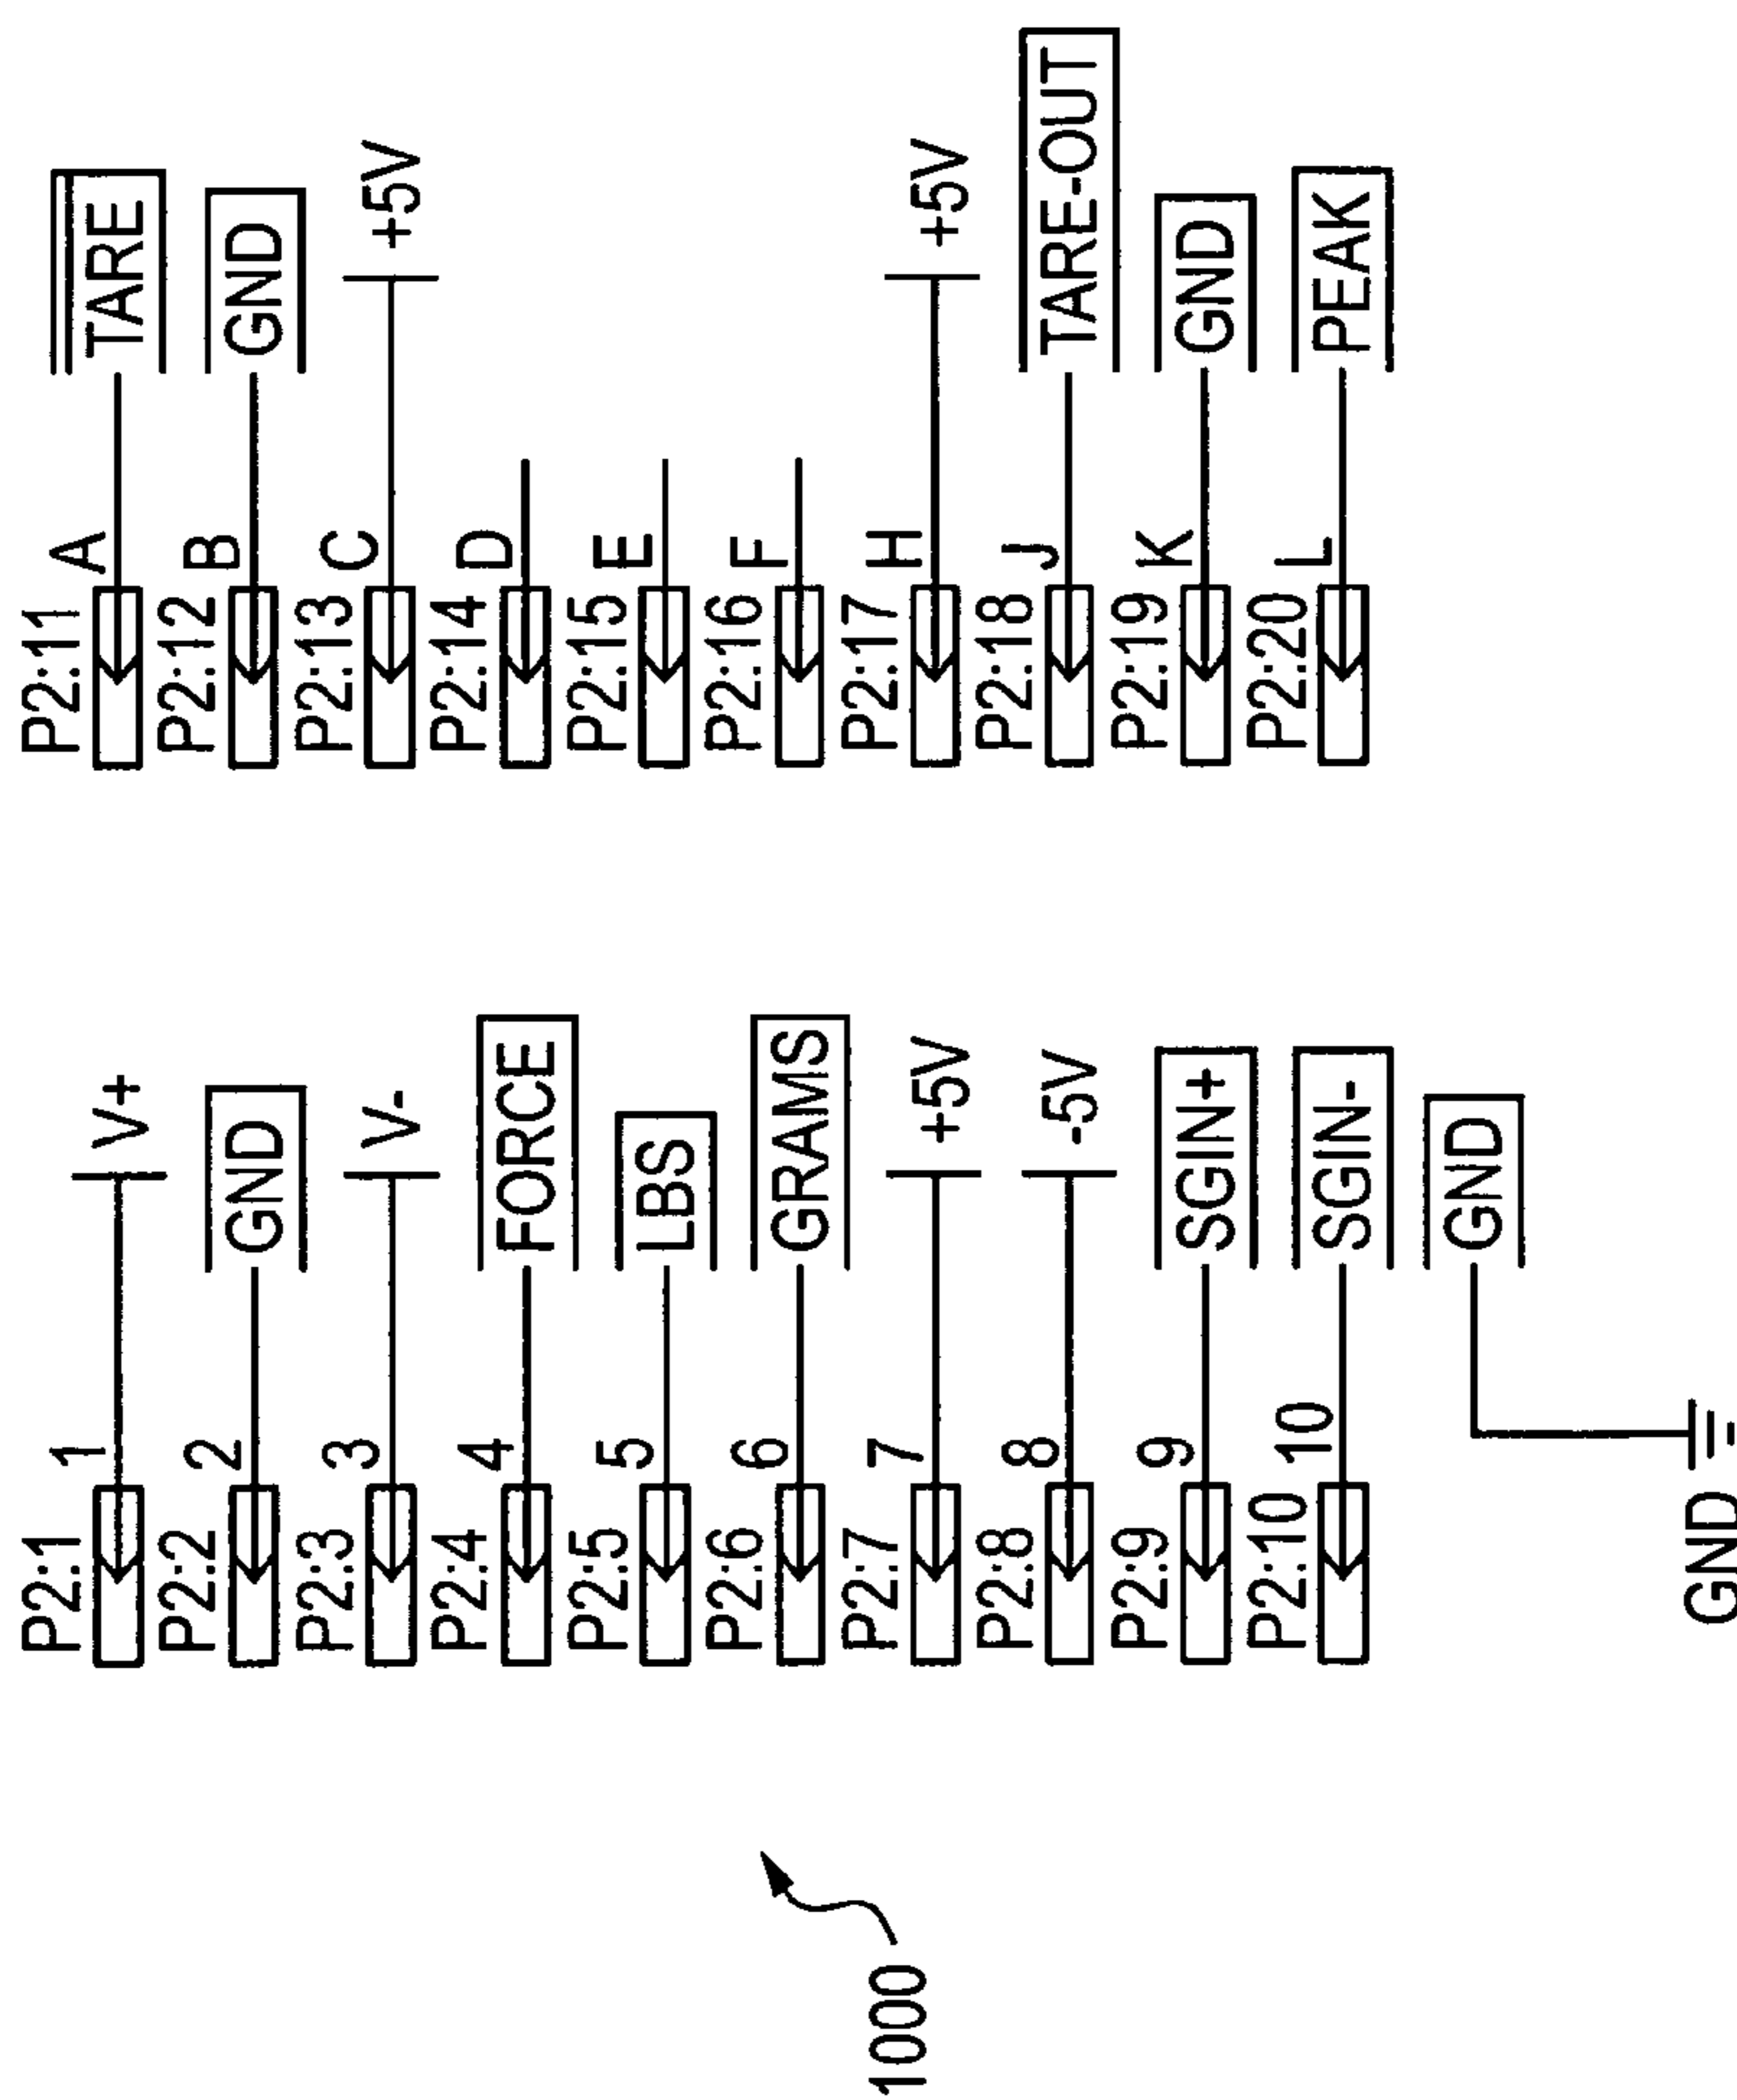 P2:1 1 V+
P2:2 2 GND
P2:3 3 V-
P2:4 4 FORCE
P2:5 5 LBS
P2:6 6 GRAMS
P2:7 7 +5V
P2:8 8 -5V
P2:9 9 SGIN+
P2:10 10 SGIN-
GND
GND
P2:11 A TARE
P2:12 B GND
P2:13 C +5V
P2:14 D
P2:15 E
P2:16 F
P2:17 H +5V
P2:18 J TARE-OUT
P2:19 K GND
P2:20 L PEAK
1000